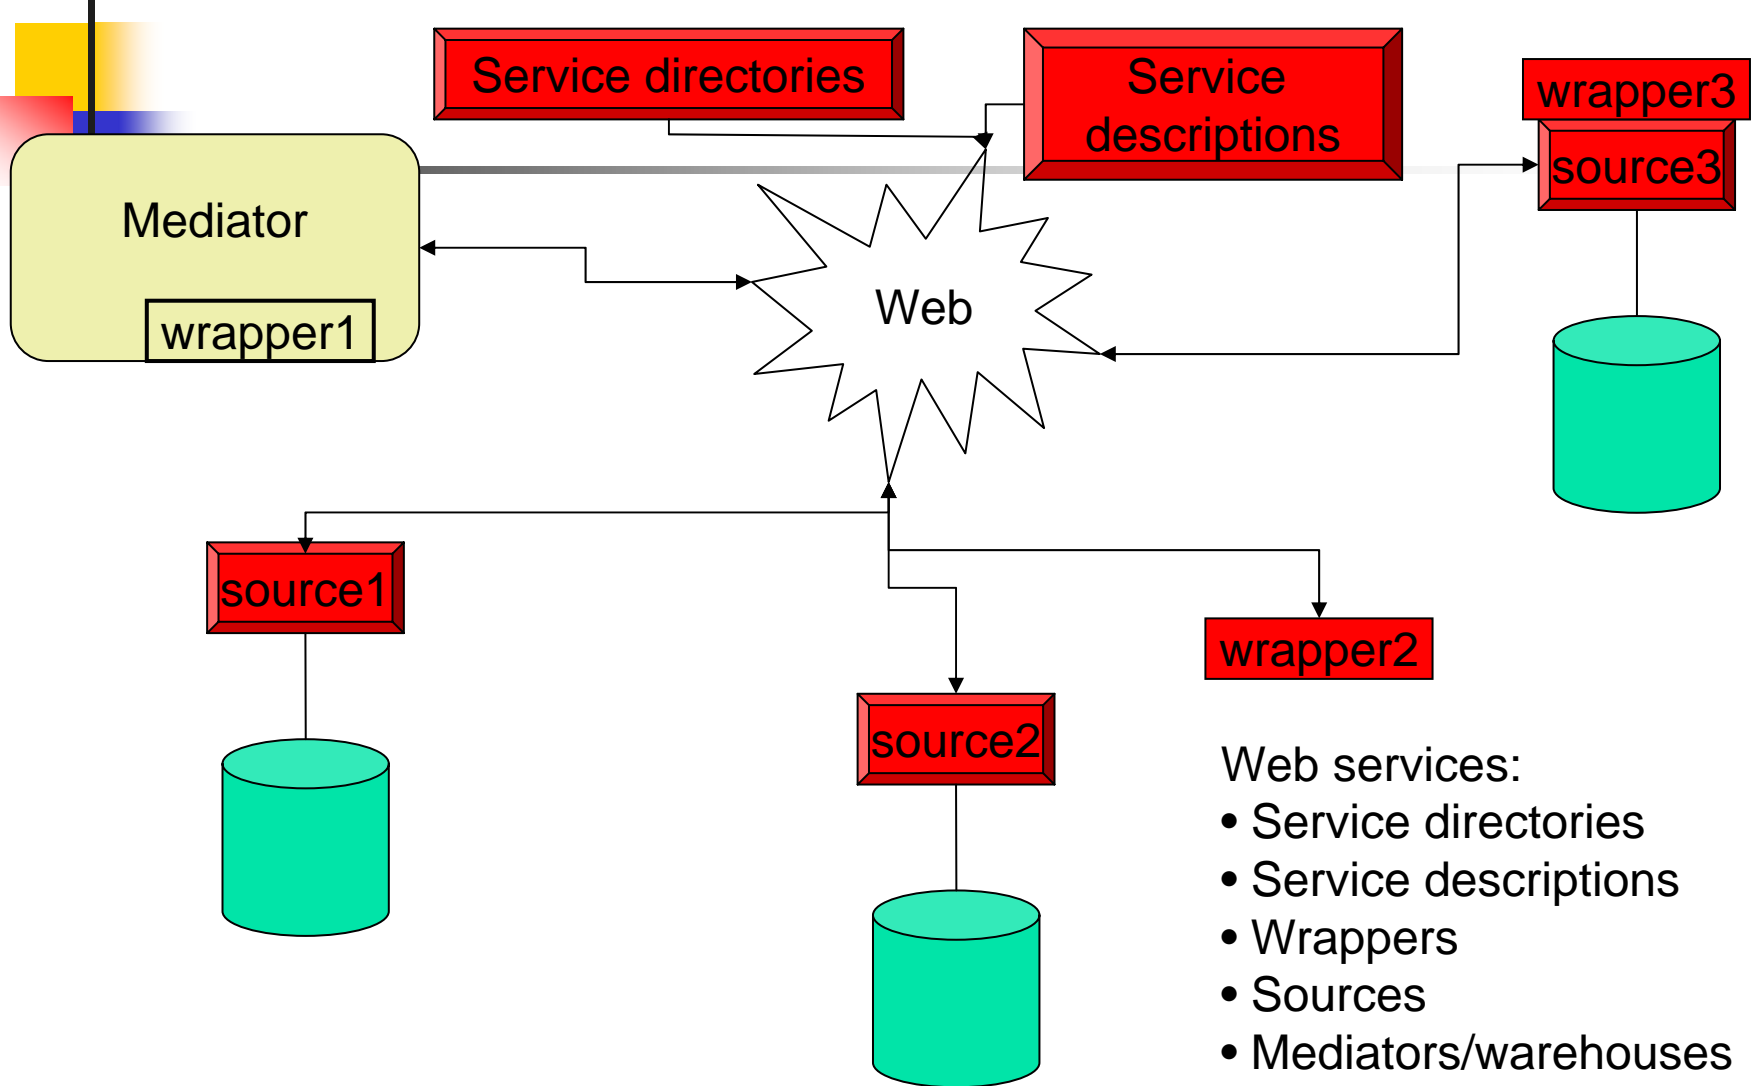 Service directories
Service
descriptions
wrapper3
source3
Mediator
wrapper1
Web
source1
wrapper2
source2
Web services:
• Service directories
• Service descriptions
• Wrappers
• Sources
• Mediators/warehouses